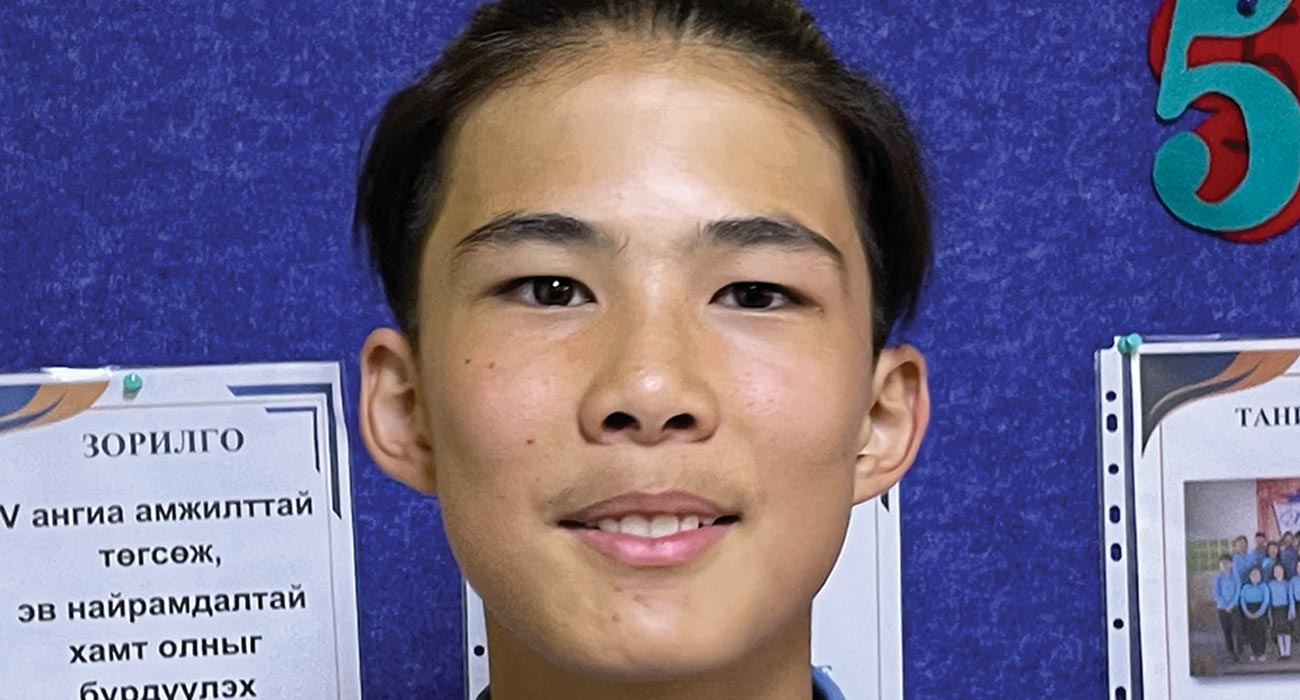 5
ЗОРИЛГО
V ангиа амжилттай
төгсөж,
эв найрамдалтай
хамт олныг
бүрдүүлэх